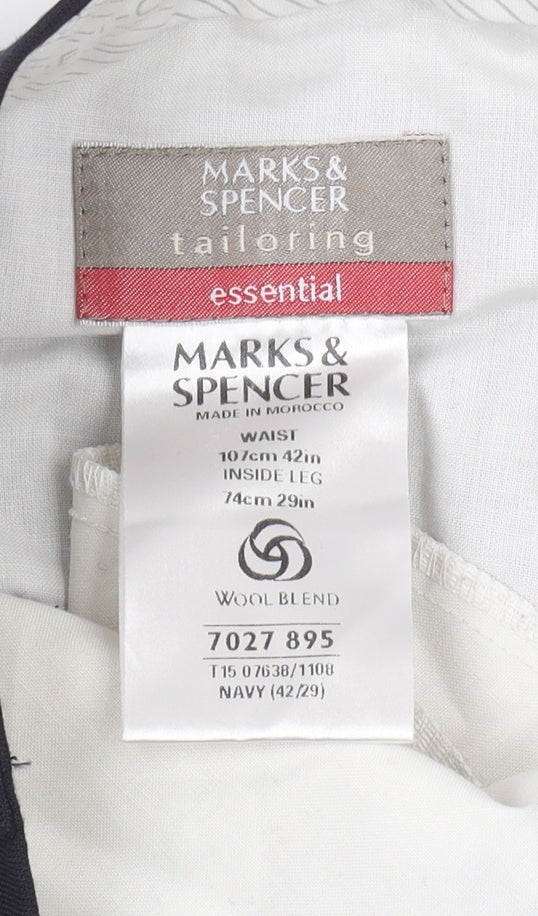 MARKS &
SPENCER
tailoring
essential
MARKS &
SPENCER
MADE IN MOROCCO
WAIST
107cm 42in
INSIDE LEG
74cm 29in
WOOL BLEND
7027 895
T15 07638/1108
NAVY (42/29)